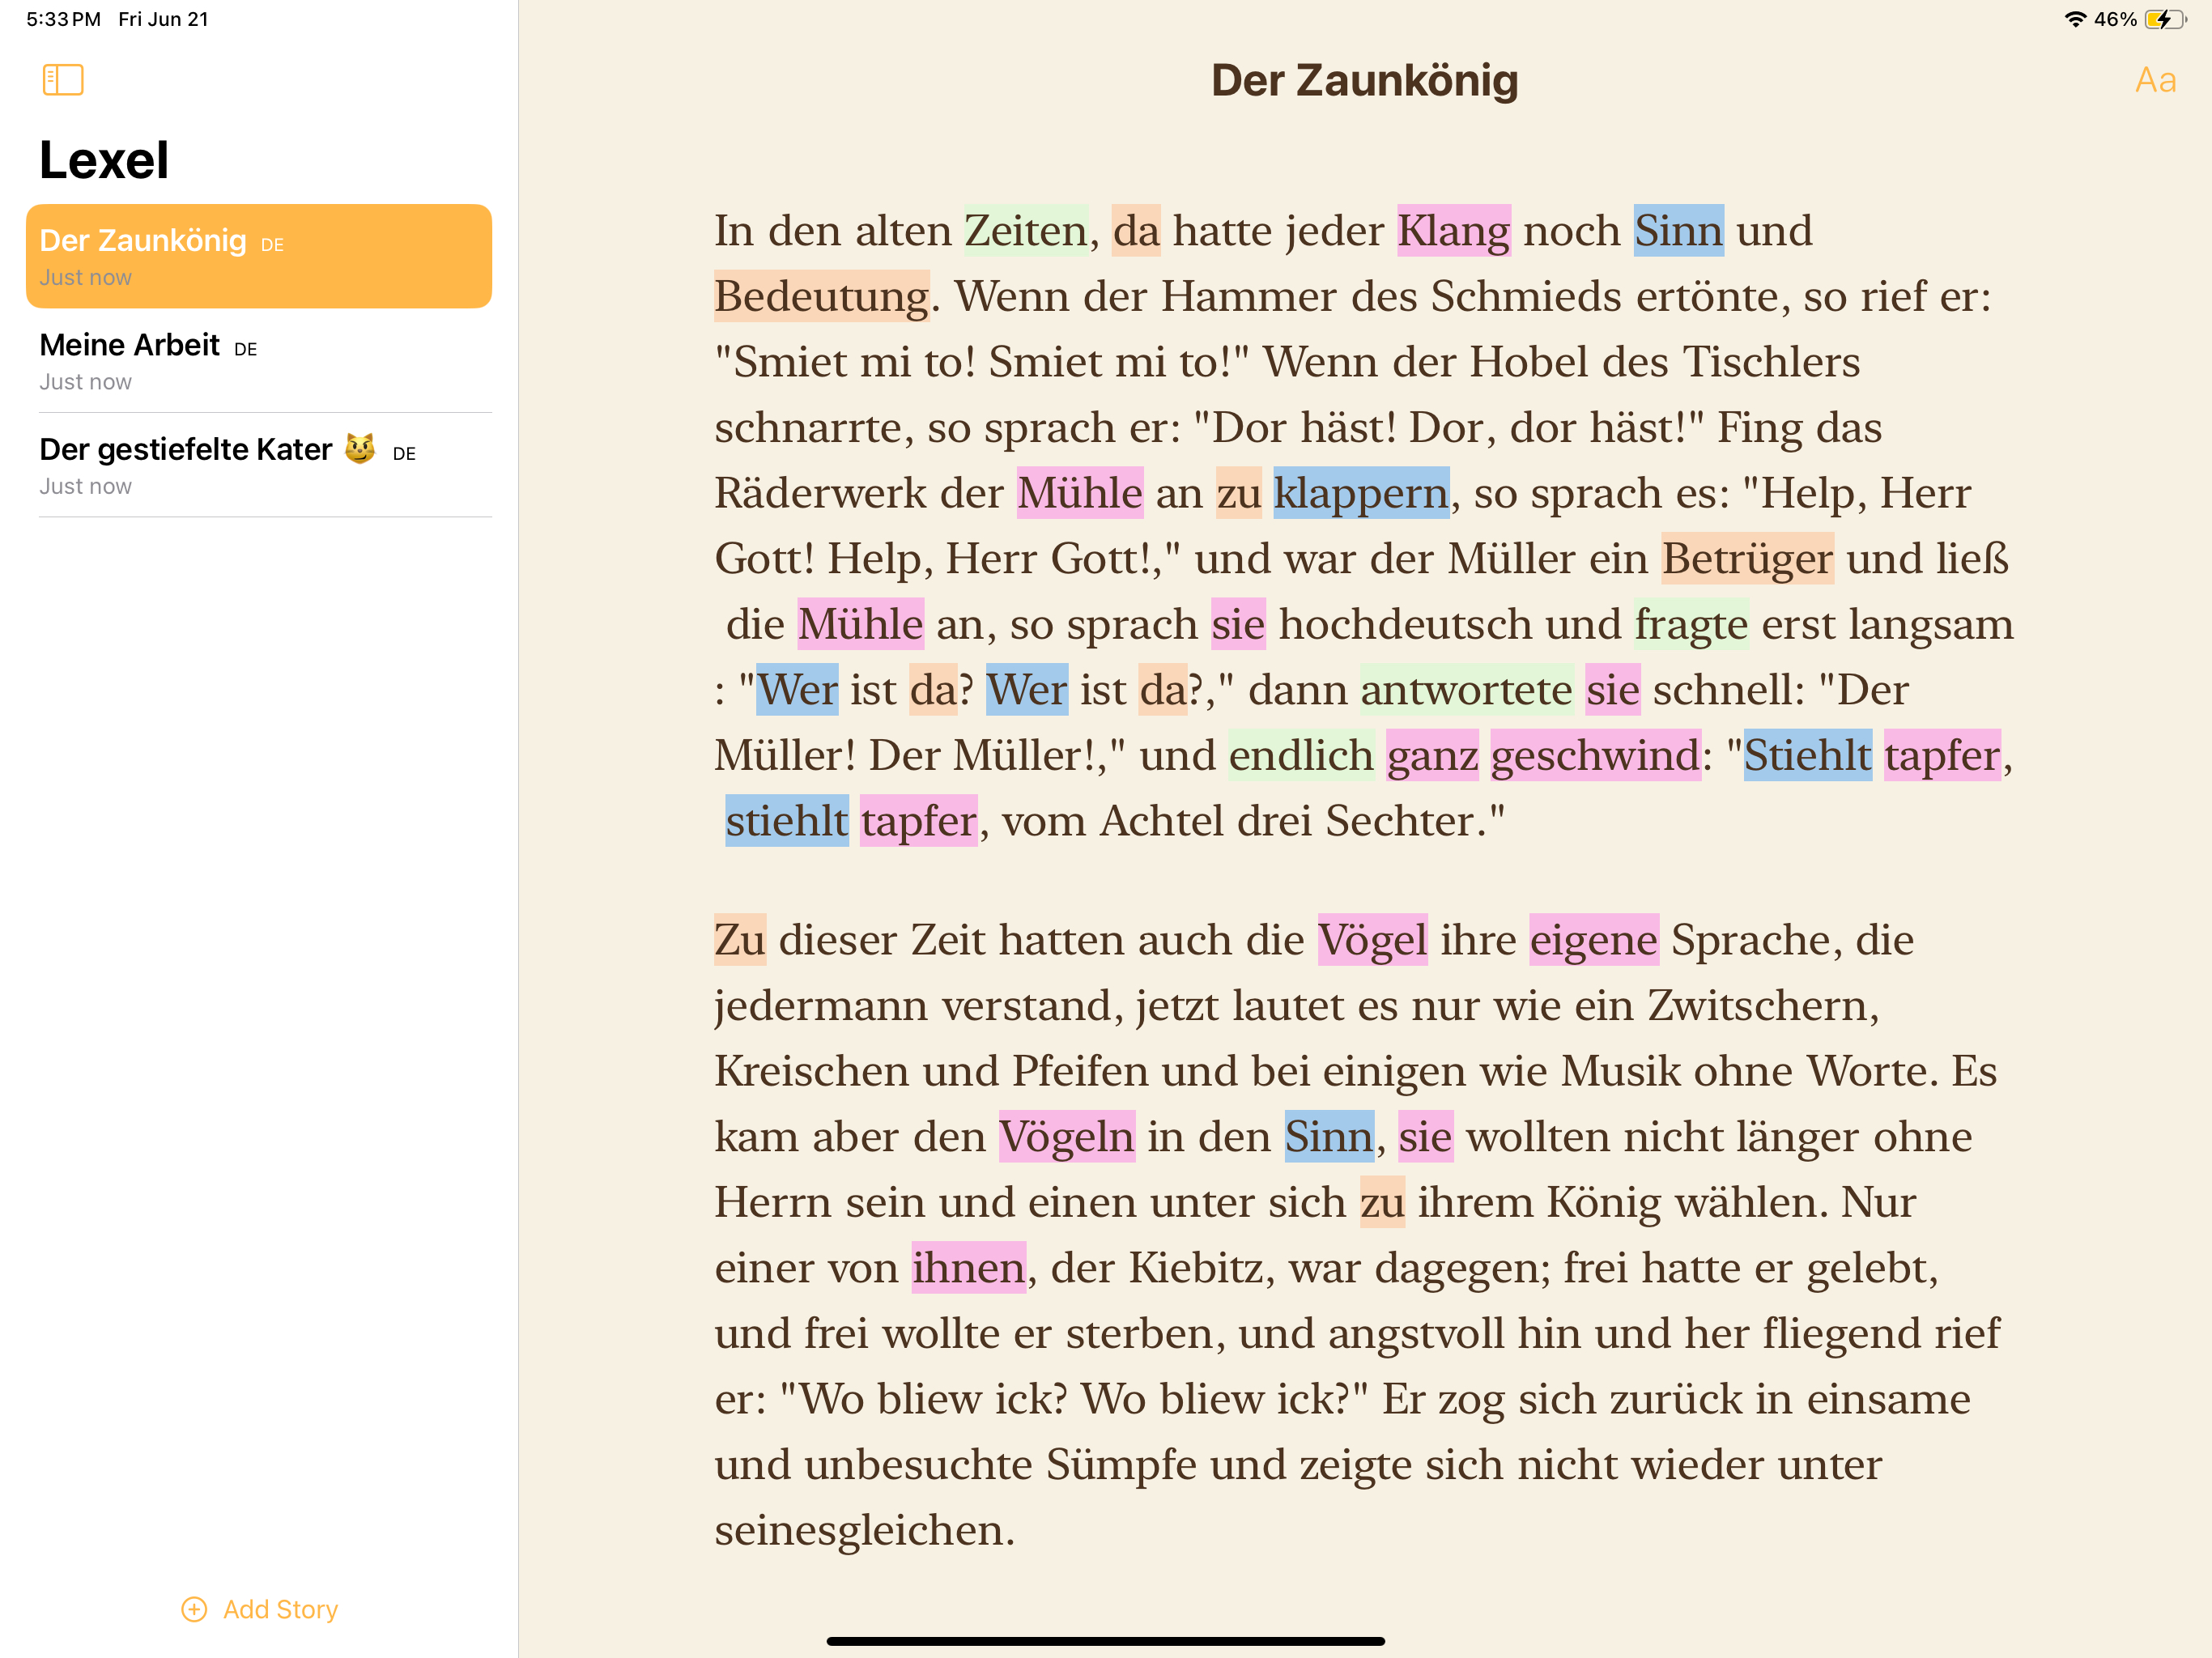 5:33 PM Fri Jun 21
46%
Lexel
Der Zaunkönig DE
Just now
Meine Arbeit DE
Just now
Der gestiefelte Kater 😼 DE
Just now
Add Story
Der Zaunkönig
Aa
In den alten Zeiten, da hatte jeder Klang noch Sinn und
Bedeutung. Wenn der Hammer des Schmieds ertönte, so rief er:
"Smiet mi to! Smiet mi to!" Wenn der Hobel des Tischlers
schnarrte, so sprach er: "Dor häst! Dor, dor häst!" Fing das
Räderwerk der Mühle an zu klappern, so sprach es: "Help, Herr
Gott! Help, Herr Gott!," und war der Müller ein Betrüger und ließ
die Mühle an, so sprach sie hochdeutsch und fragte erst langsam
: "Wer ist da? Wer ist da?," dann antwortete sie schnell: "Der
Müller! Der Müller!," und endlich ganz geschwind: "Stiehlt tapfer,
stiehlt tapfer, vom Achtel drei Sechter."
Zu dieser Zeit hatten auch die Vögel ihre eigene Sprache, die
jedermann verstand, jetzt lautet es nur wie ein Zwitschern,
Kreischen und Pfeifen und bei einigen wie Musik ohne Worte. Es
kam aber den Vögeln in den Sinn, sie wollten nicht länger ohne
Herrn sein und einen unter sich zu ihrem König wählen. Nur
einer von ihnen, der Kiebitz, war dagegen; frei hatte er gelebt,
und frei wollte er sterben, und angstvoll hin und her fliegend rief
er: "Wo bliew ick? Wo bliew ick?" Er zog sich zurück in einsame
und unbesuchte Sümpfe und zeigte sich nicht wieder unter
seinesgleichen.